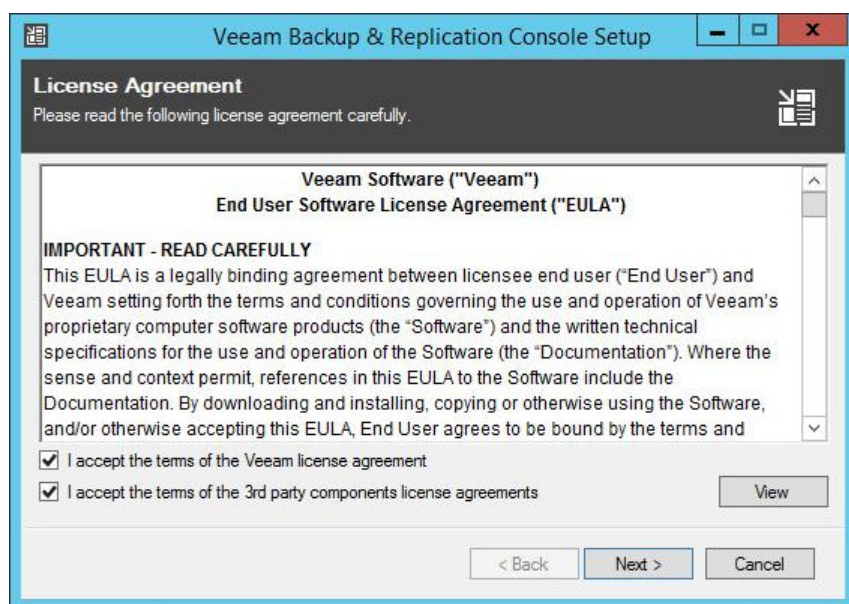 Veeam Backup & Replication Console Setup
License Agreement
Please read the following license agreement carefully.
Veeam Software ("Veeam")
End User Software License Agreement ("EULA")
IMPORTANT - READ CAREFULLY
This EULA is a legally binding agreement between licensee end user (“End User”) and
Veeam setting forth the terms and conditions governing the use and operation of Veeam’s
proprietary computer software products (the “Software”) and the written technical
specifications for the use and operation of the Software (the “Documentation”). Where the
sense and context permit, references in this EULA to the Software include the
Documentation. By downloading and installing, copying or otherwise using the Software,
and/or otherwise accepting this EULA, End User agrees to be bound by the terms and
I accept the terms of the Veeam license agreement
I accept the terms of the 3rd party components license agreements
View
< Back Next > Cancel